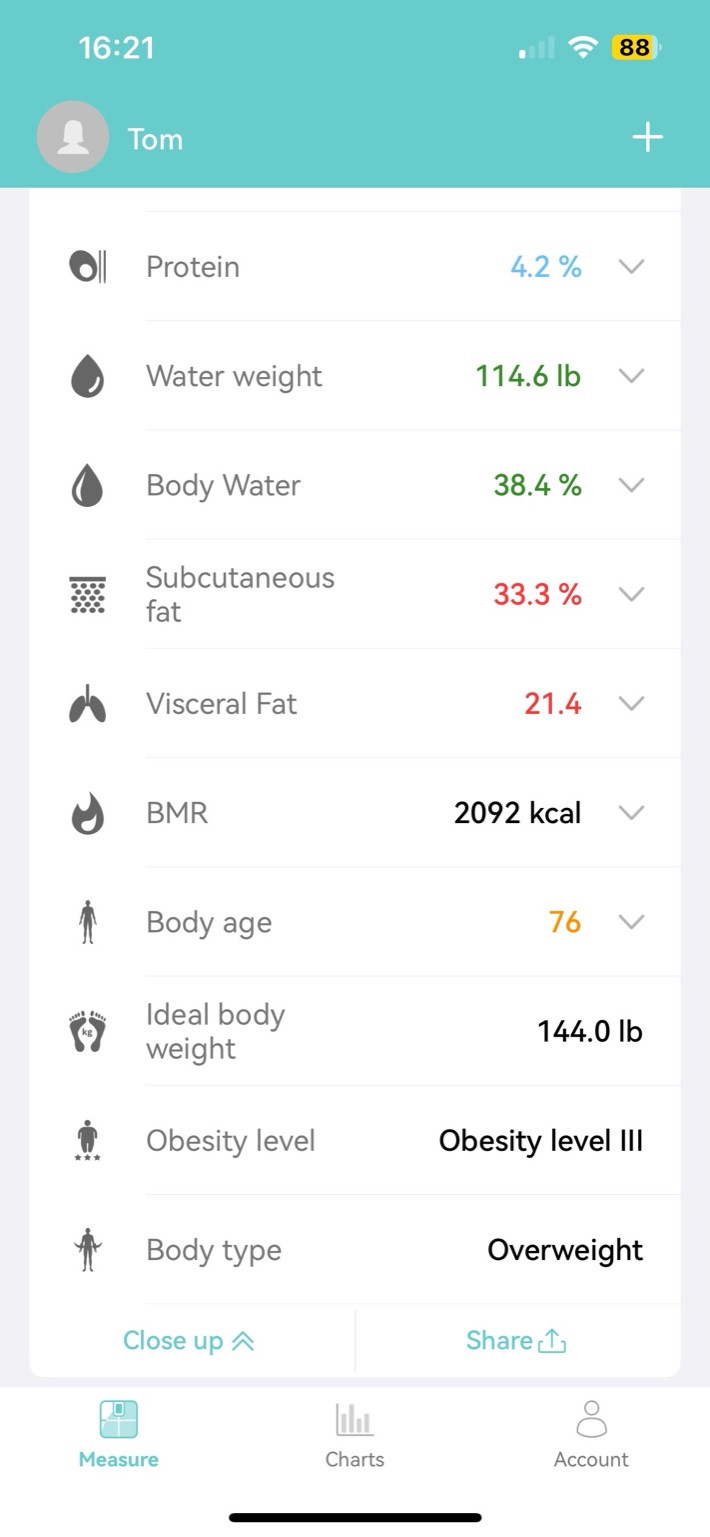 16:21
88
Tom
Protein 4.2 %
Water weight 114.6 lb
Body Water 38.4 %
Subcutaneous
fat 33.3 %
Visceral Fat 21.4
BMR 2092 kcal
Body age 76
kg
Ideal body
weight 144.0 lb
Obesity level Obesity level III
Body type Overweight
Close up Share
Measure Charts Account